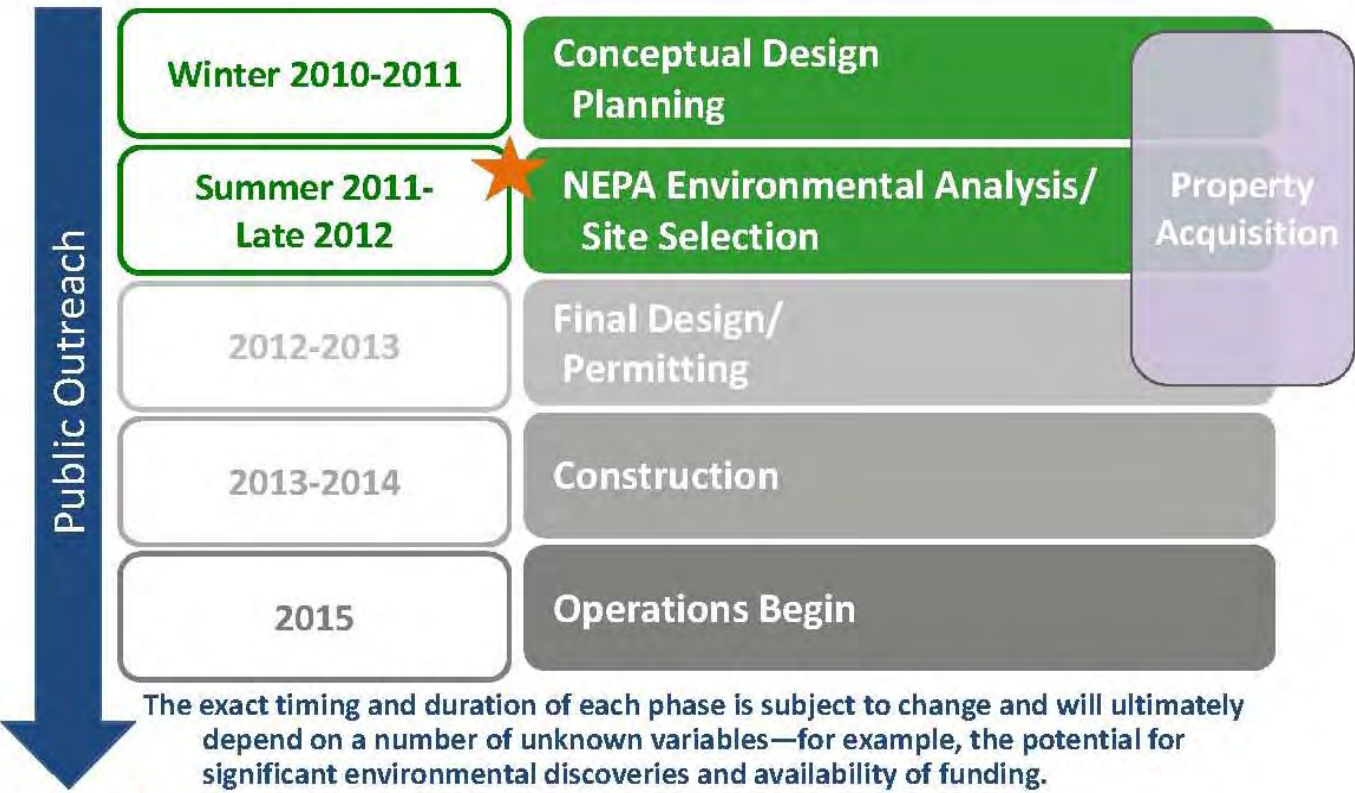 Public Outreach
Winter 2010-2011
Conceptual Design
Planning
Summer 2011-
Late 2012
NEPA Environmental Analysis/
Site Selection
Property
Acquisition
2012-2013
Final Design/
Permitting
2013-2014
Construction
2015
Operations Begin
The exact timing and duration of each phase is subject to change and will ultimately
depend on a number of unknown variables—for example, the potential for
significant environmental discoveries and availability of funding.